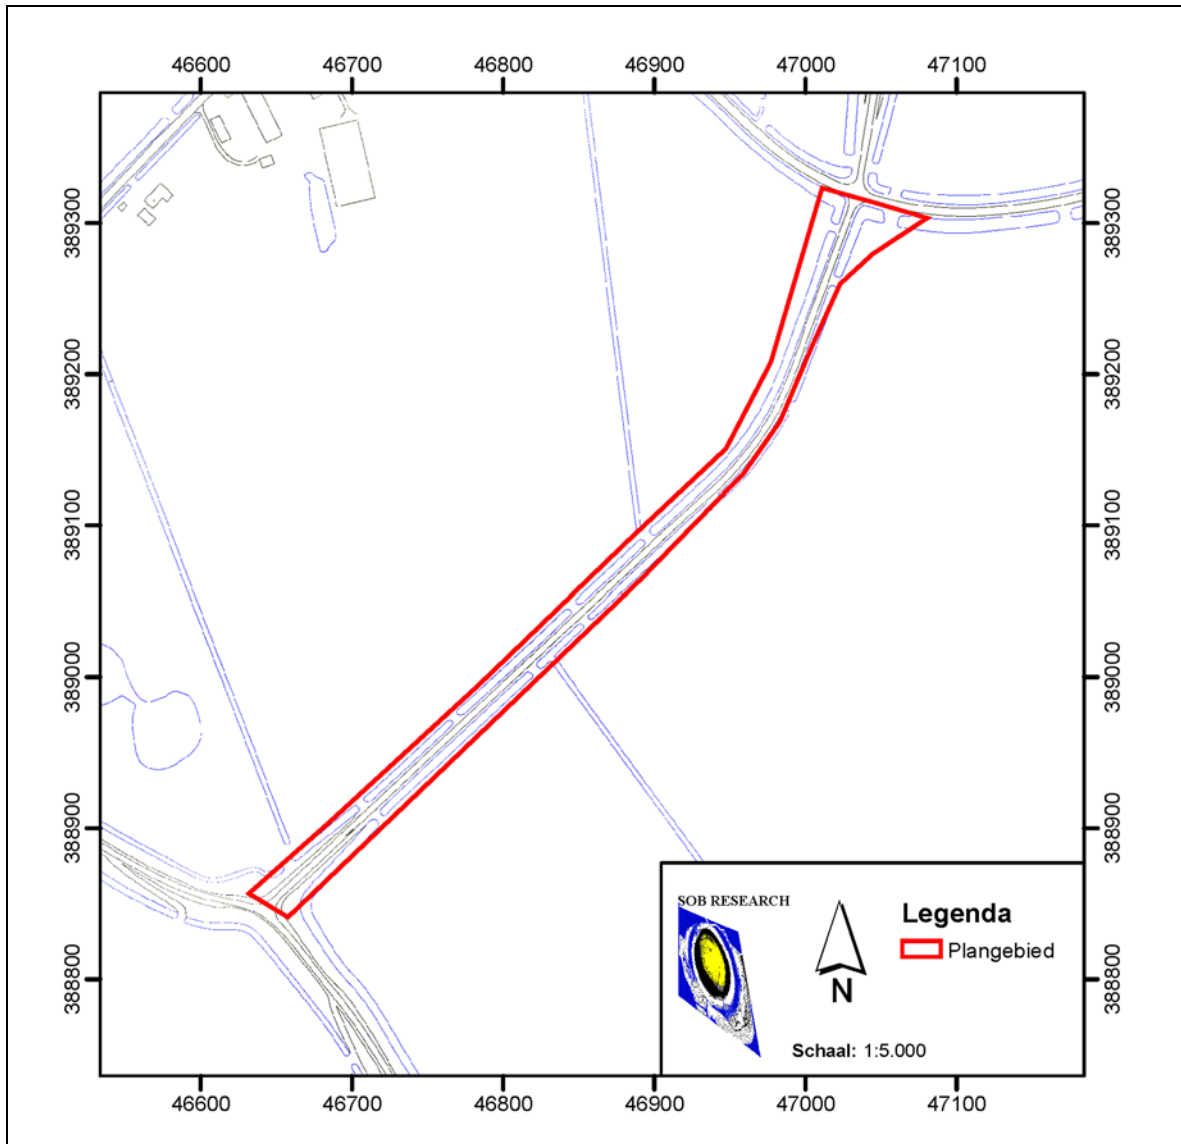 46600 46700 46800 46900 47000 47100
389300 389300
389200 389200
389100 389100
389000 389000
388900 388900
388800 388800
SOB RESEARCH
Legenda
Plangebied
N
Schaal: 1:5.000
46600 46700 46800 46900 47000 47100